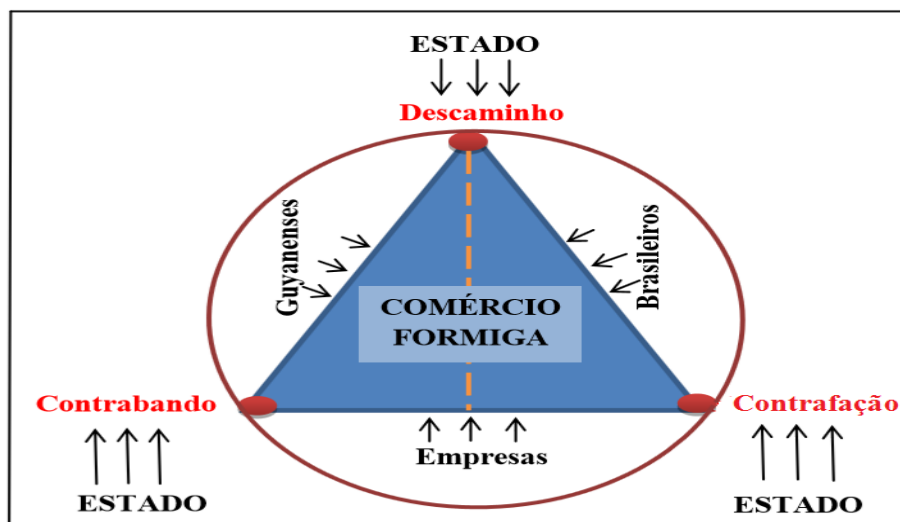 ESTADO
Descaminho
Guyanenses
Brasileiros
COMÉRCIO
FORMIGA
Contrabando
Contrafação
Empresas
ESTADO
ESTADO